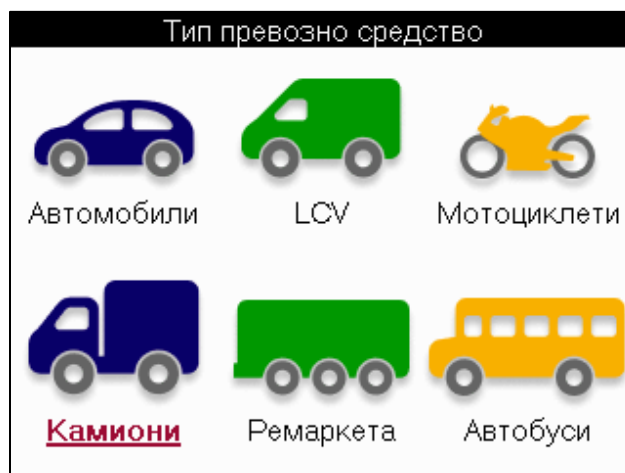 Тип превозно средство
Автомобили LCV Мотоциклети
Камиони Ремаркета Автобуси